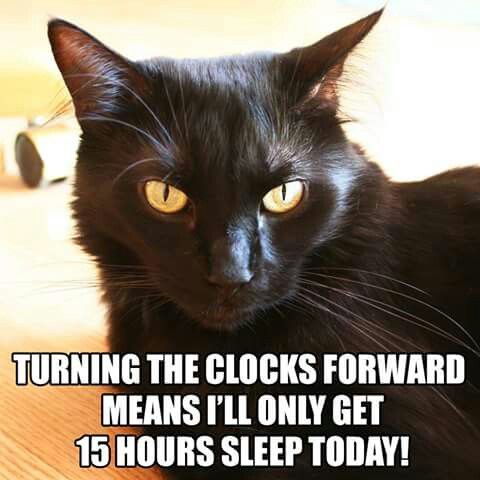 TURNING THE CLOCKS FORWARD
MEANS I'LL ONLY GET
15 HOURS SLEEP TODAY!